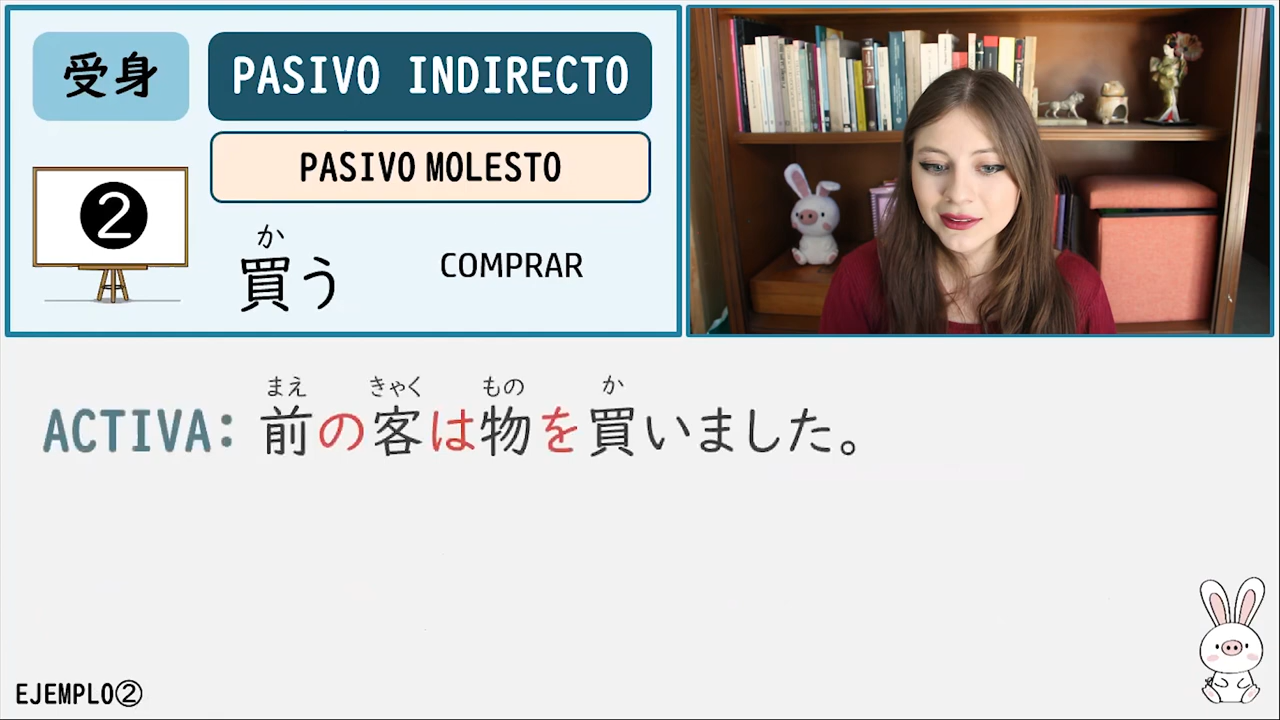 受身
PASIVO INDIRECTO
PASIVO MOLESTO
2
か
買う
COMPRAR
まえ きゃく もの か
ACTIVA: 前の客は物を買いました。
EJEMPLO②